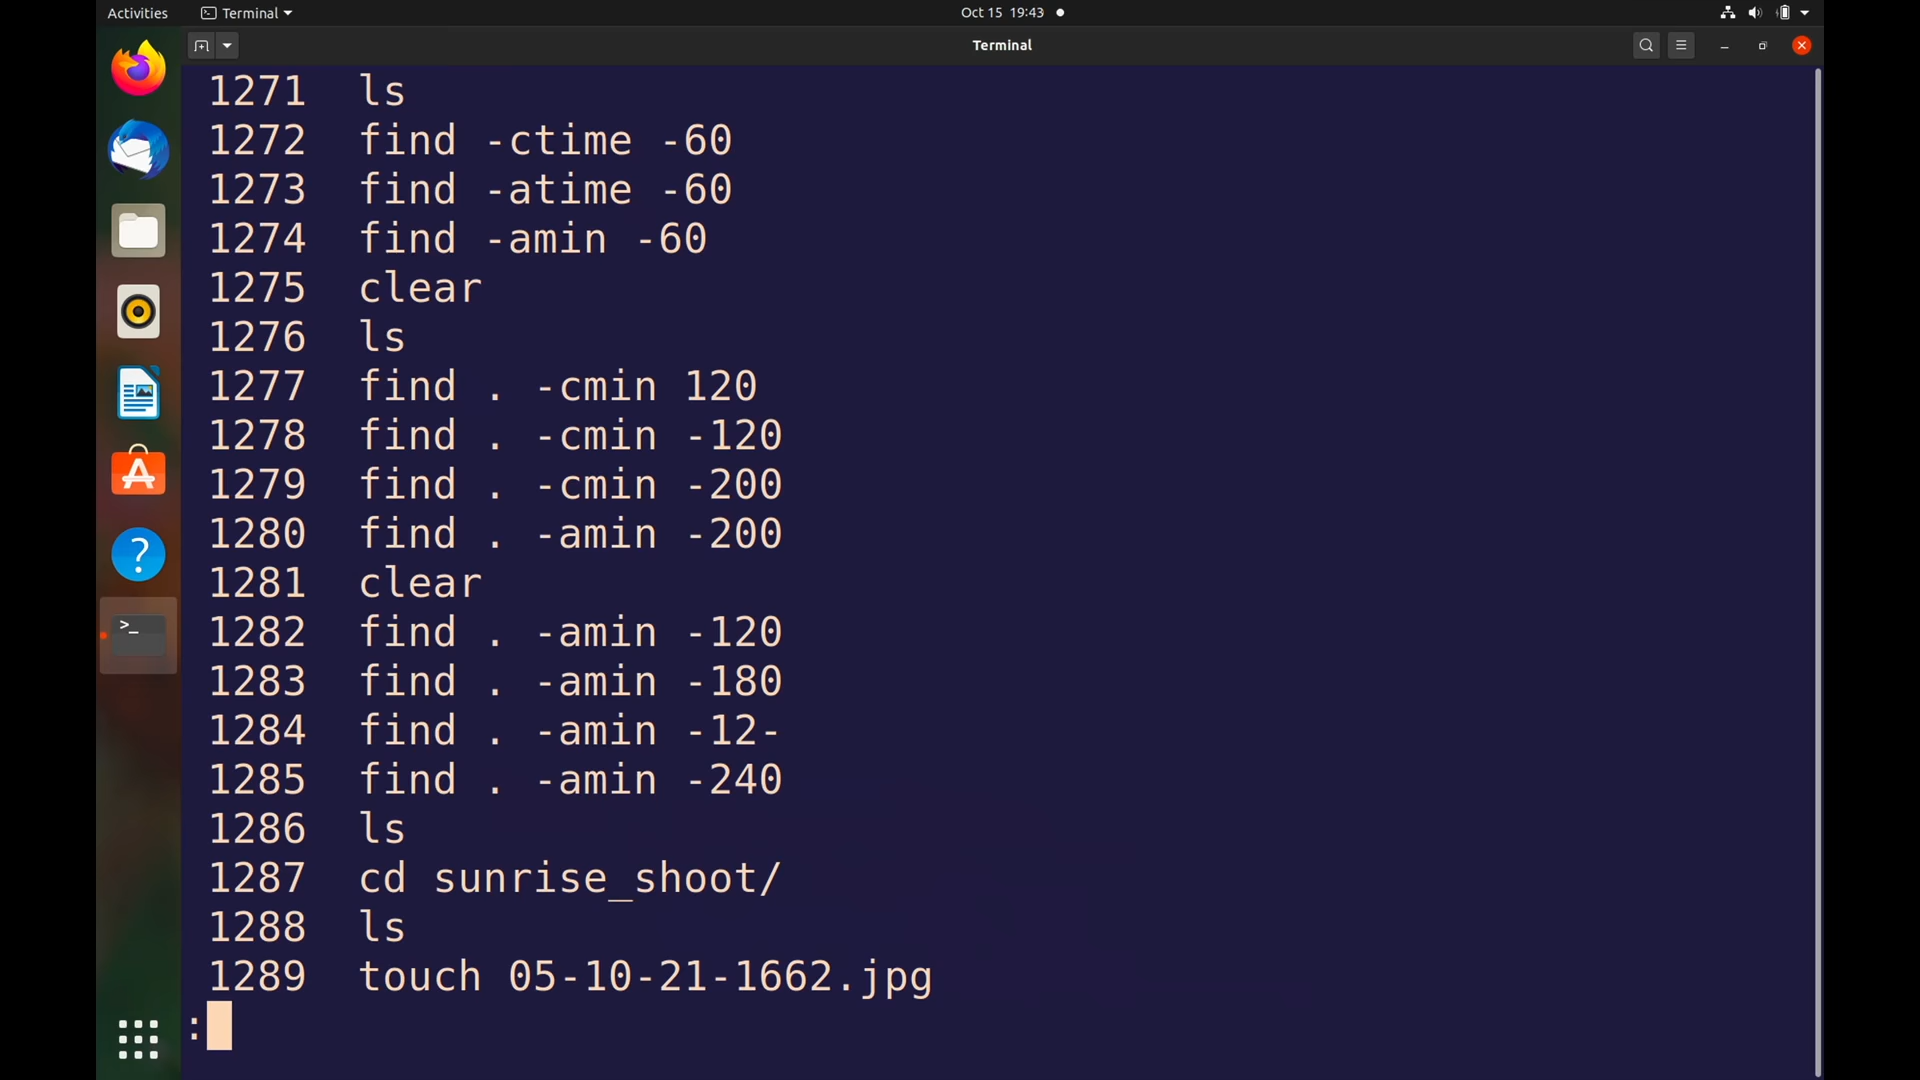 Activities Terminal Oct 15 19:43
Terminal
1271 ls
1272 find -ctime -60
1273 find -atime -60
1274 find -amin -60
1275 clear
1276 ls
1277 find . -cmin 120
1278 find . -cmin -120
1279 find . -cmin -200
1280 find . -amin -200
1281 clear
1282 find . -amin -120
1283 find . -amin -180
1284 find . -amin -12-
1285 find . -amin -240
1286 ls
1287 cd sunrise_shoot/
1288 ls
1289 touch 05-10-21-1662.jpg
: